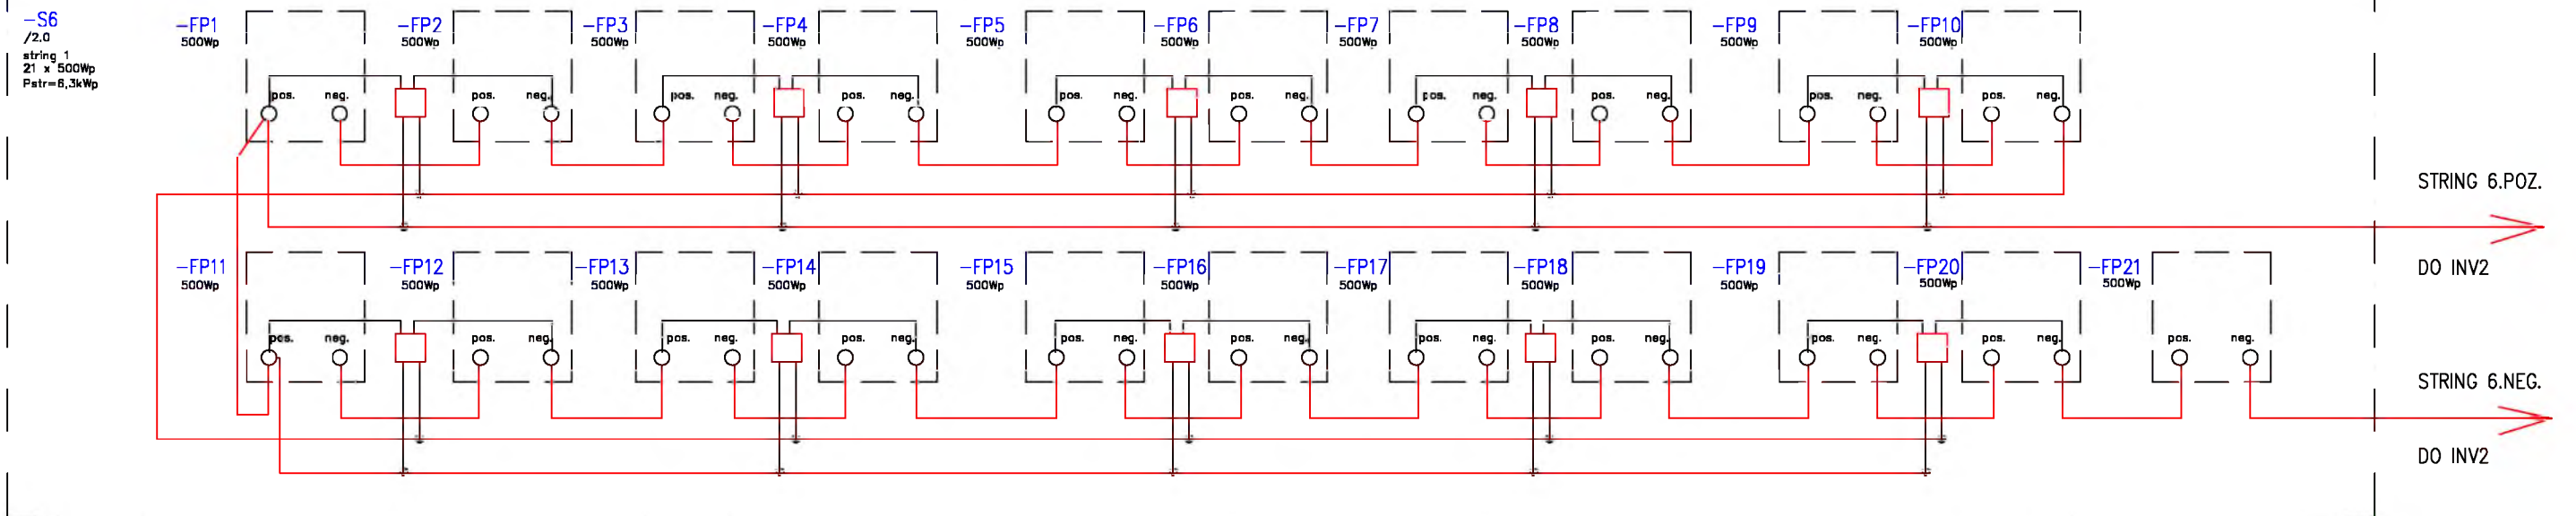 -S6
/2.0
string 1
21 x 500Wp
Pstr=6,3kWp
-FP1
500Wp
-FP2
500Wp
-FP3
500Wp
-FP4
500Wp
-FP5
500Wp
-FP6
500Wp
-FP7
500Wp
-FP8
500Wp
-FP9
500Wp
-FP10
500Wp
pos. neg. pos. neg. pos. neg. pos. neg. pos. neg. pos. neg. pos. neg. pos. neg. pos. neg. pos. neg.
STRING 6.POZ.
DO INV2
-FP11
500Wp
-FP12
500Wp
-FP13
500Wp
-FP14
500Wp
-FP15
500Wp
-FP16
500Wp
-FP17
500Wp
-FP18
500Wp
-FP19
500Wp
-FP20
500Wp
-FP21
500Wp
pos. neg. pos. neg. pos. neg. pos. neg. pos. neg. pos. neg. pos. neg. pos. neg. pos. neg. pos. neg. pos. neg.
STRING 6.NEG.
DO INV2